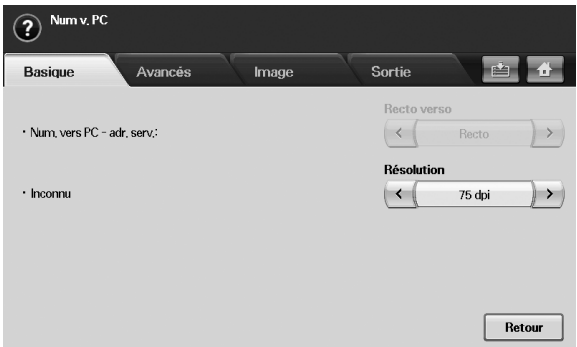 ?
Num v. PC
Basique Avancés Image Sortie
Recto verso
• Num. vers PC - adr. serv.:
< Recto >
Résolution
• Inconnu
< 75 dpi >
Retour